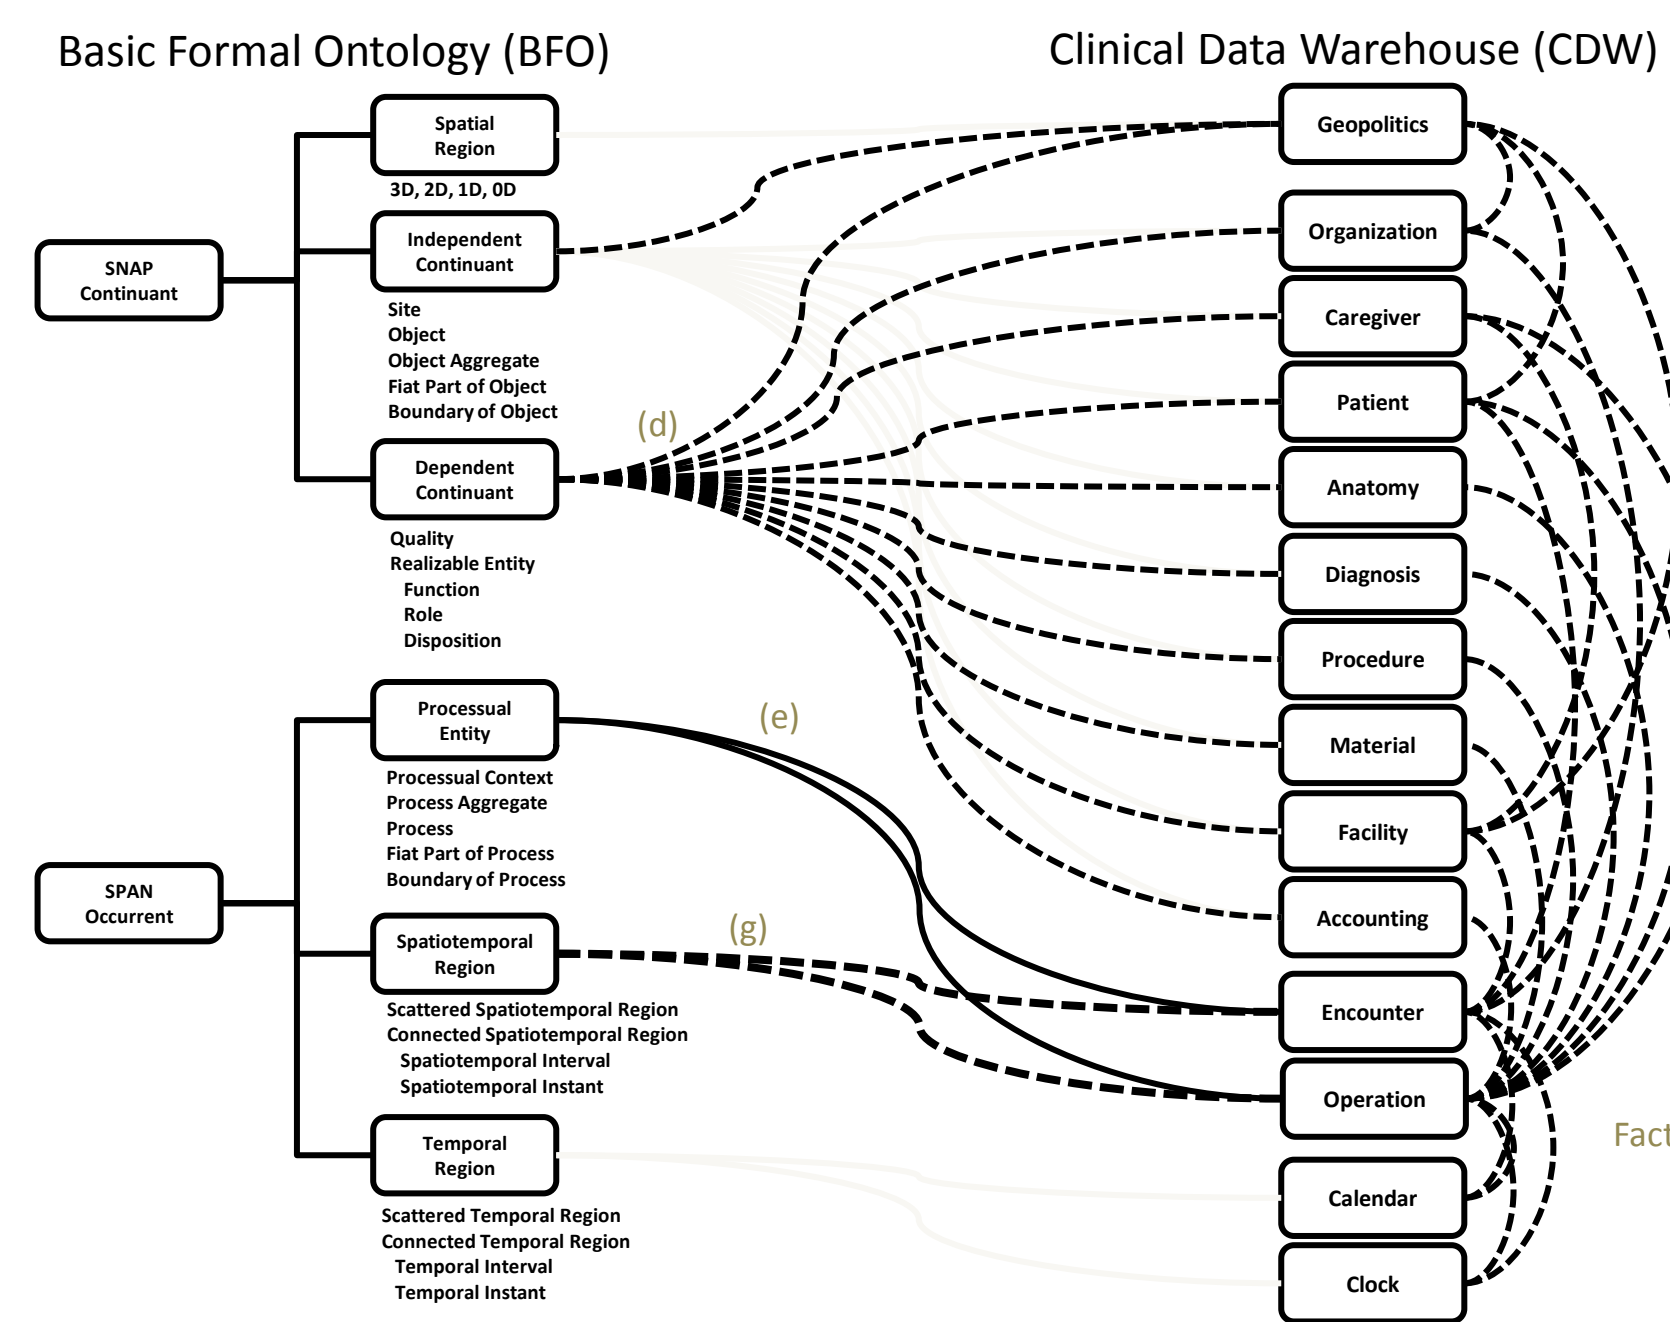 Basic Formal Ontology (BFO)
Clinical Data Warehouse (CDW)
SNAP
Continuant
Spatial
Region
3D, 2D, 1D, 0D
Independent
Continuant
Site
Object
Object Aggregate
Fiat Part of Object
Boundary of Object
(d)
Dependent
Continuant
Quality
Realizable Entity
Function
Role
Disposition
SPAN
Occurrent
Processual
Entity
(e)
Processual Context
Process Aggregate
Process
Fiat Part of Process
Boundary of Process
(g)
Spatiotemporal
Region
Scattered Spatiotemporal Region
Connected Spatiotemporal Region
Spatiotemporal Interval
Spatiotemporal Instant
Temporal
Region
Scattered Temporal Region
Connected Temporal Region
Temporal Interval
Temporal Instant
Geopolitics
Organization
Caregiver
Patient
Anatomy
Diagnosis
Procedure
Material
Facility
Accounting
Encounter
Operation
Calendar
Clock
Fact